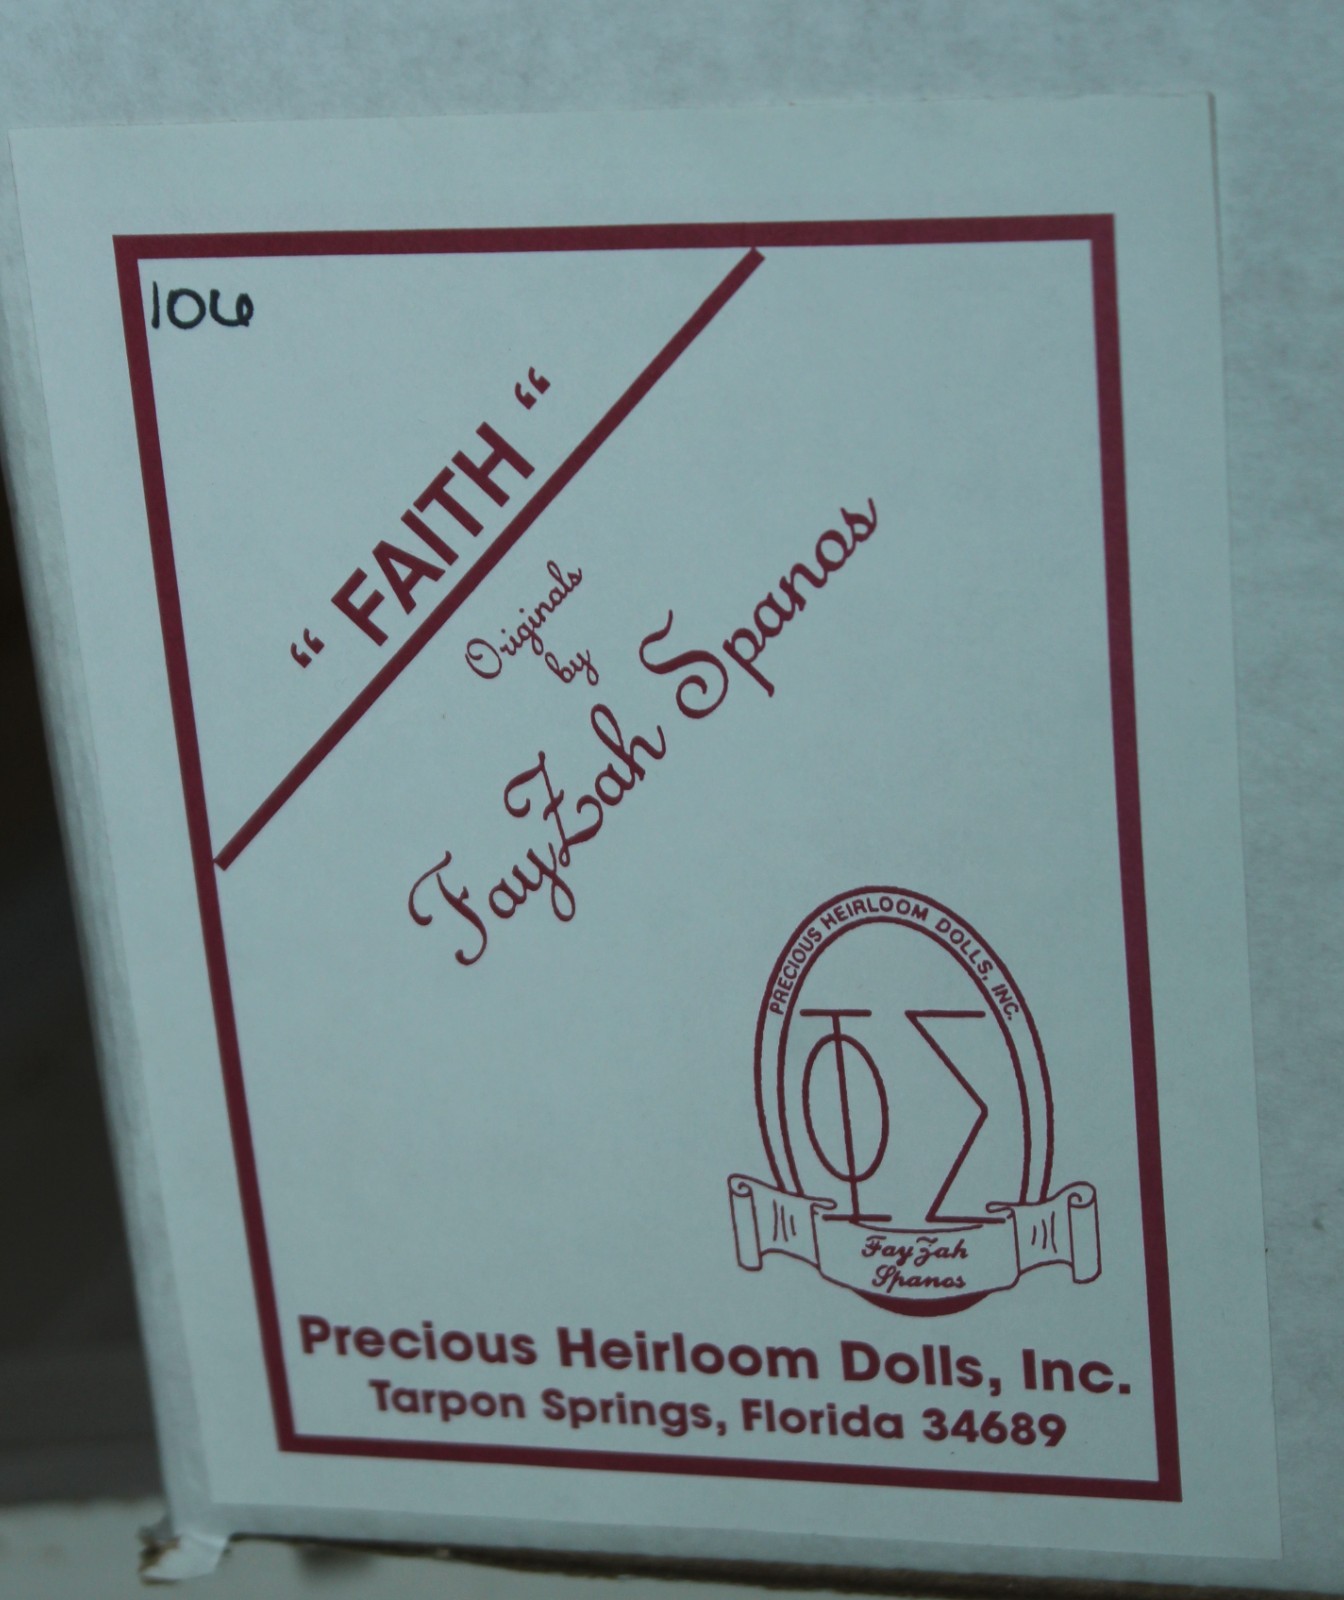 106
“ FAITH “
Originals
by
FayZah Spanos
PRECIOUS HEIRLOOM DOLLS, INC.
ΦΣ
FayZah
Spanos
Precious Heirloom Dolls, Inc.
Tarpon Springs, Florida 34689